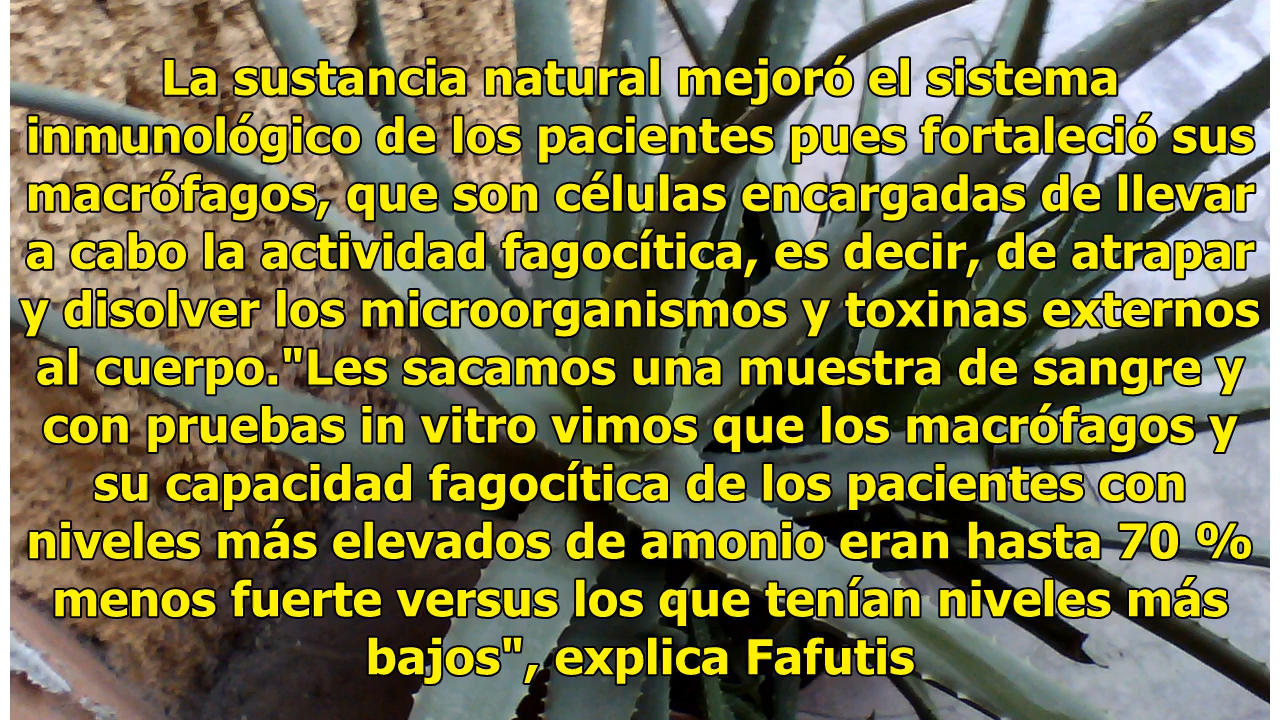 La sustancia natural mejoró el sistema
inmunológico de los pacientes pues fortaleció sus
macrófagos, que son células encargadas de llevar
a cabo la actividad fagocítica, es decir, de atrapar
y disolver los microorganismos y toxinas externos
al cuerpo."Les sacamos una muestra de sangre y
con pruebas in vitro vimos que los macrófagos y
su capacidad fagocítica de los pacientes con
niveles más elevados de amonio eran hasta 70 %
menos fuerte versus los que tenían niveles más
bajos", explica Fafutis